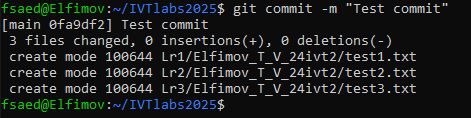 fsaed@Elfimov:~/IVTlabs2025$ git commit -m "Test commit"
[main 0fa9df2] Test commit
 3 files changed, 0 insertions(+), 0 deletions(-)
 create mode 100644 Lr1/Elfimov_T_V_24ivt2/test1.txt
 create mode 100644 Lr2/Elfimov_T_V_24ivt2/test2.txt
 create mode 100644 Lr3/Elfimov_T_V_24ivt2/test3.txt
fsaed@Elfimov:~/IVTlabs2025$